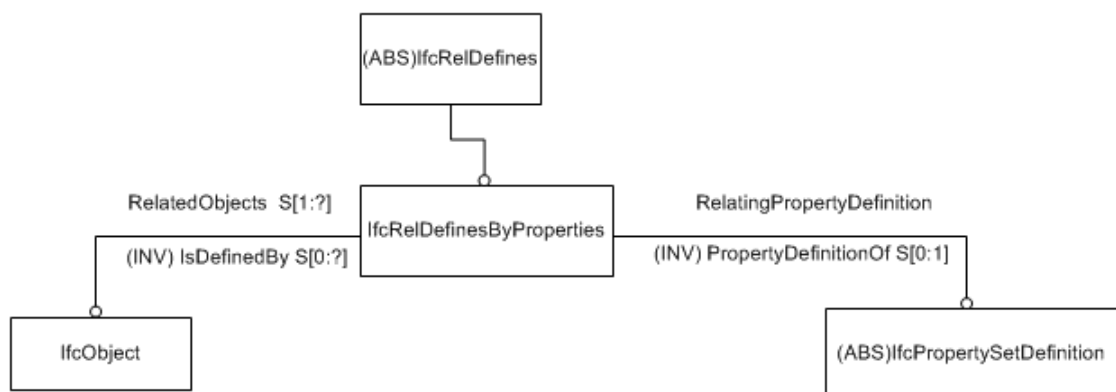 (ABS)IfcRelDefines
RelatedObjects S[1:?]
RelatingPropertyDefinition
IfcRelDefinesByProperties
(INV) IsDefinedBy S[0:?]
(INV) PropertyDefinitionOf S[0:1]
IfcObject
(ABS)IfcPropertySetDefinition